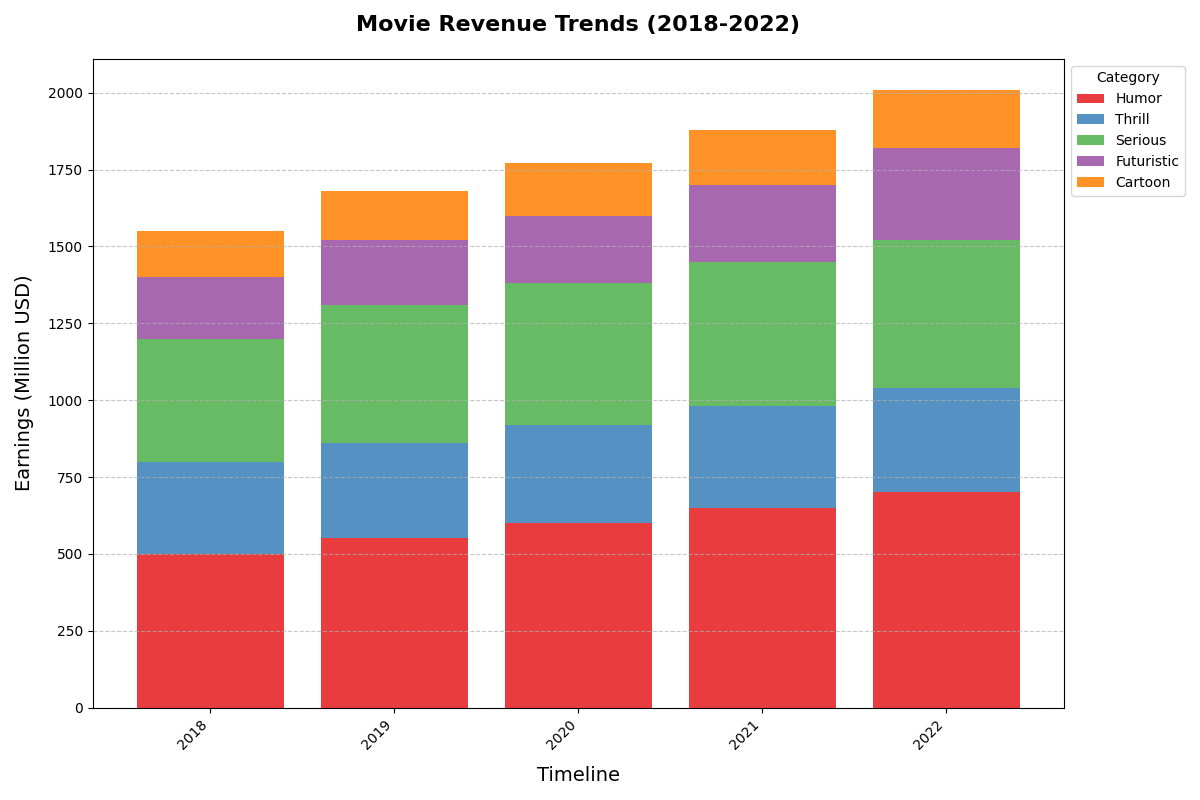 Movie Revenue Trends (2018-2022)
Earnings (Million USD)
2000
1750
1500
1250
1000
750
500
250
0
2018
2019
2020
2021
2022
Timeline
Category
Humor
Thrill
Serious
Futuristic
Cartoon